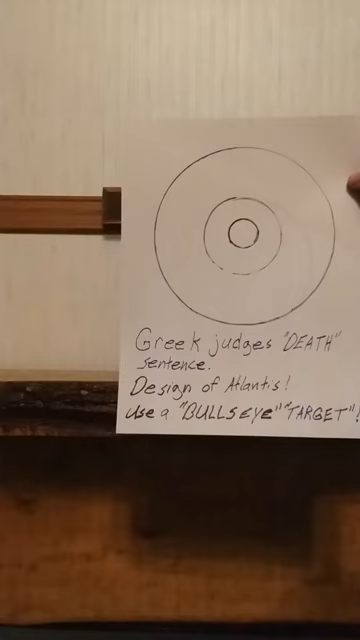 Greek judges "DEATH"
sentence.
Design of Atlantis!
use a "BULLSEYE" "TARGET"!